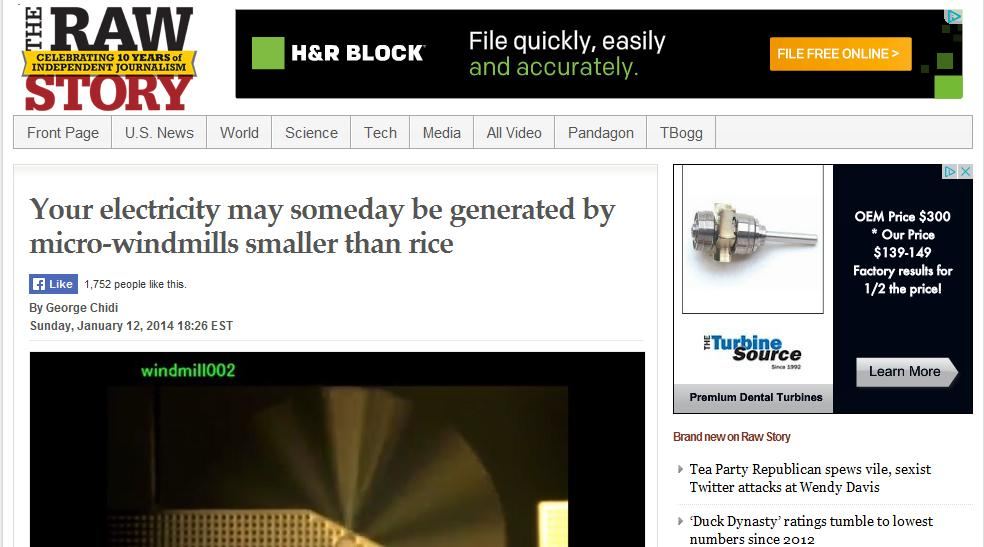 THE RAW
CELEBRATING 10 YEARS of
INDEPENDENT JOURNALISM
STORY
H&R BLOCK
File quickly, easily
and accurately.
FILE FREE ONLINE >
Front Page
U.S. News
World
Science
Tech
Media
All Video
Pandagon
TBogg
Your electricity may someday be generated by
micro-windmills smaller than rice
Like
1,752 people like this.
By George Chidi
Sunday, January 12, 2014 18:26 EST
windmill002
OEM Price $300
* Our Price
$139-149
Factory results for
1/2 the price!
THE Turbine
Source
Since 1992
Premium Dental Turbines
Learn More
Brand new on Raw Story
Tea Party Republican spews vile, sexist
Twitter attacks at Wendy Davis
‘Duck Dynasty’ ratings tumble to lowest
numbers since 2012